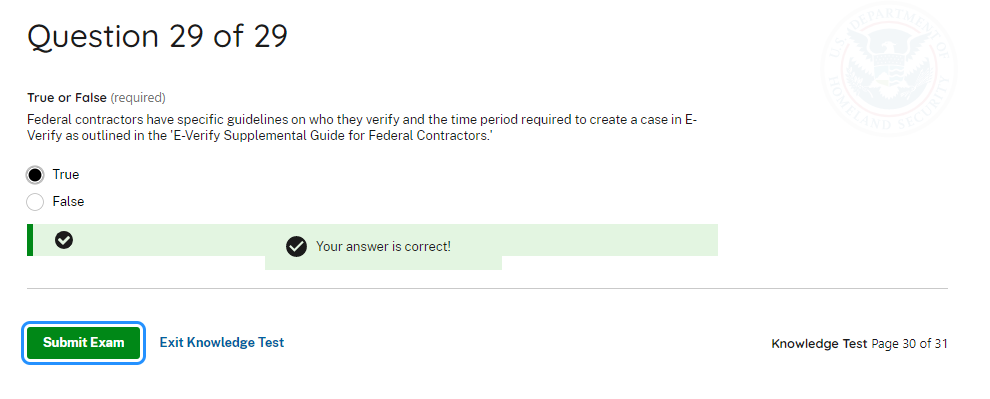 Question 29 of 29
U.S. DEPARTMENT OF
HOMELAND SECURITY
True or False (required)
Federal contractors have specific guidelines on who they verify and the time period required to create a case in E-
Verify as outlined in the 'E-Verify Supplemental Guide for Federal Contractors.'
True
False
Your answer is correct!
Submit Exam
Exit Knowledge Test
Knowledge Test Page 30 of 31